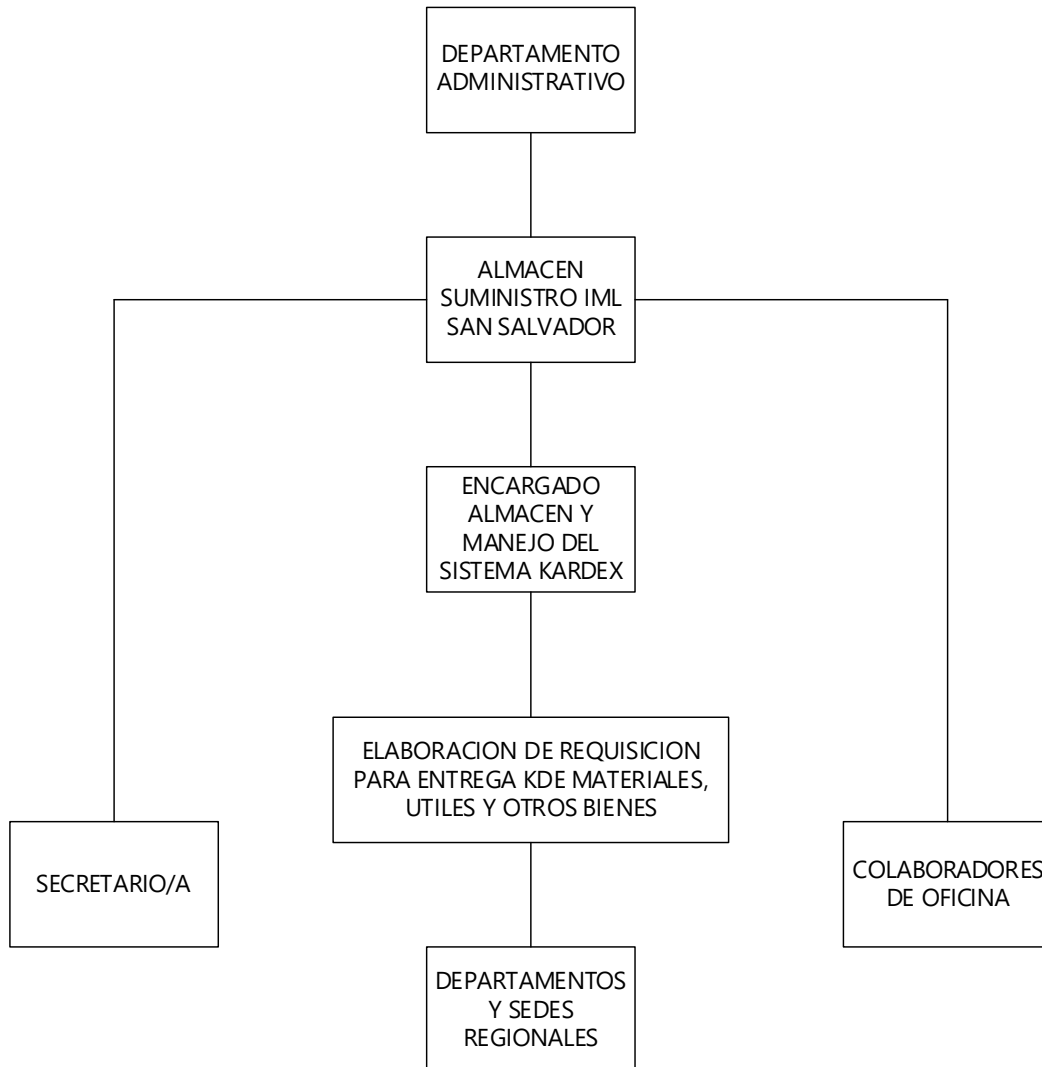 DEPARTAMENTO
ADMINISTRATIVO
ALMACEN
SUMINISTRO IML
SAN SALVADOR
ENCARGADO
ALMACEN Y
MANEJO DEL
SISTEMA KARDEX
ELABORACION DE REQUISICION
PARA ENTREGA KDE MATERIALES,
UTILES Y OTROS BIENES
SECRETARIO/A
COLABORADORES
DE OFICINA
DEPARTAMENTOS
Y SEDES
REGIONALES